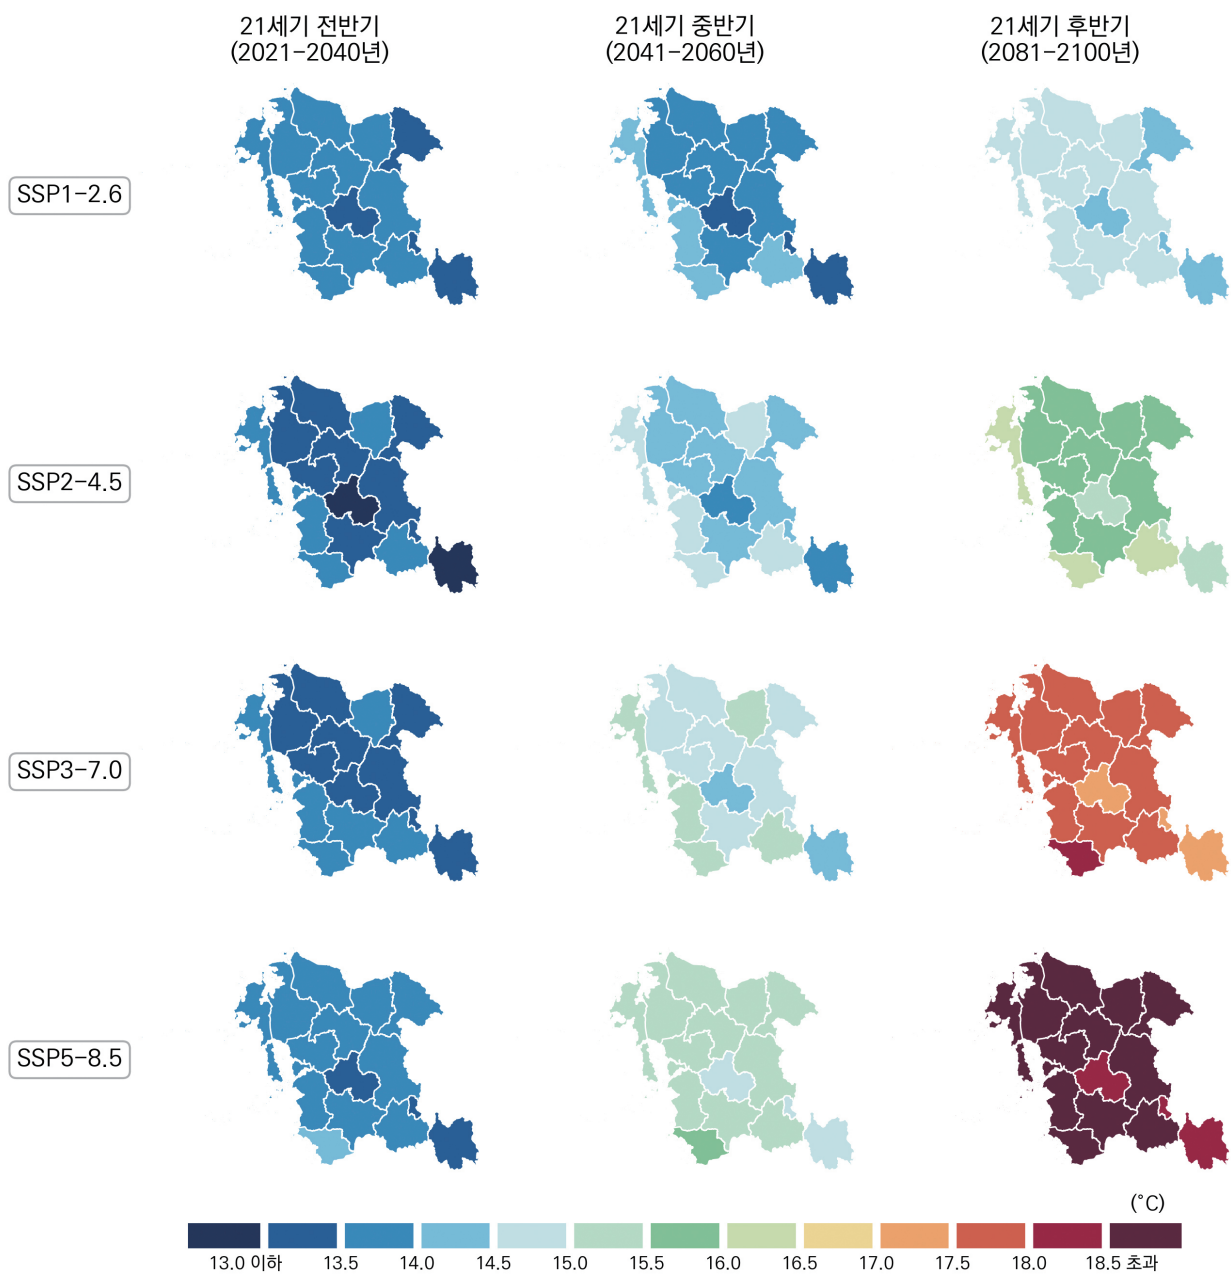 21세기 전반기
(2021-2040년)
21세기 중반기
(2041-2060년)
21세기 후반기
(2081-2100년)
SSP1-2.6
SSP2-4.5
SSP3-7.0
SSP5-8.5
(°C)
13.0 이하 13.5 14.0 14.5 15.0 15.5 16.0 16.5 17.0 17.5 18.0 18.5 초과